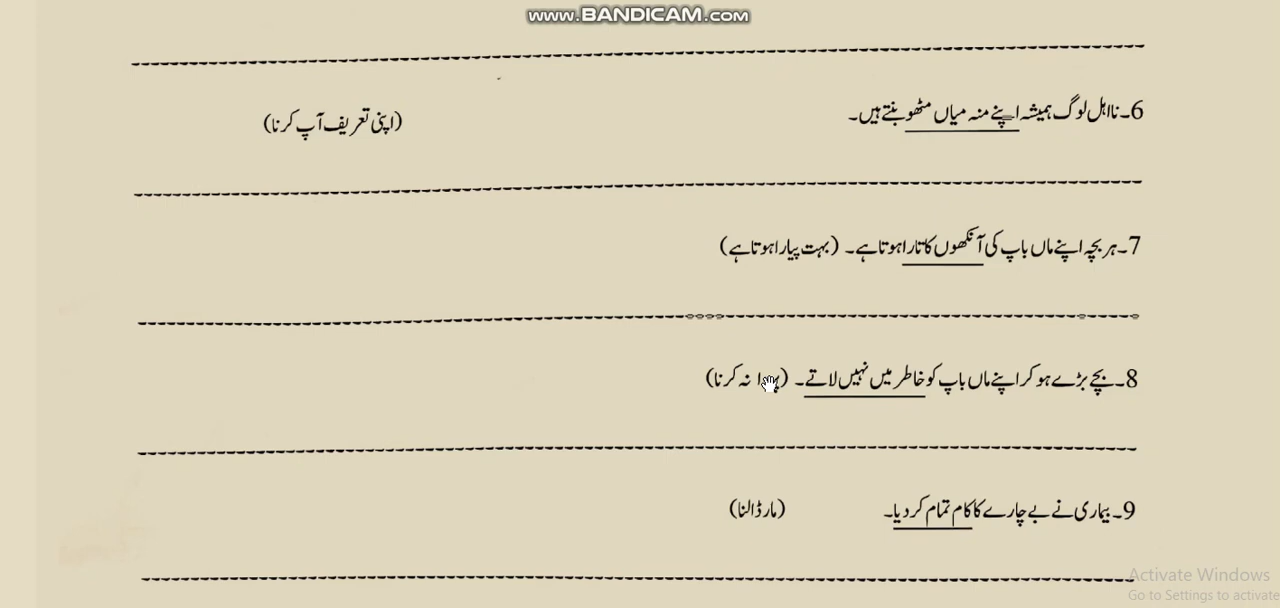 www.BANDICAM.com
6۔نااہل لوگ ہمیشہ اپنے منہ میاں مٹھو بنتے ہیں۔ (اپنی تعریف آپ کرنا)
7۔ہر بچہ اپنے ماں باپ کی آنکھوں کا تارا ہوتا ہے۔ (بہت پیارا ہوتا ہے)
8۔بچے بڑے ہو کر اپنے ماں باپ کو خاطر میں نہیں لاتے۔ ( نہ کرنا)
9۔بیماری نے بے چارے کا کام تمام کر دیا۔ (مار ڈالنا)
Activate Windows
Go to Settings to activate